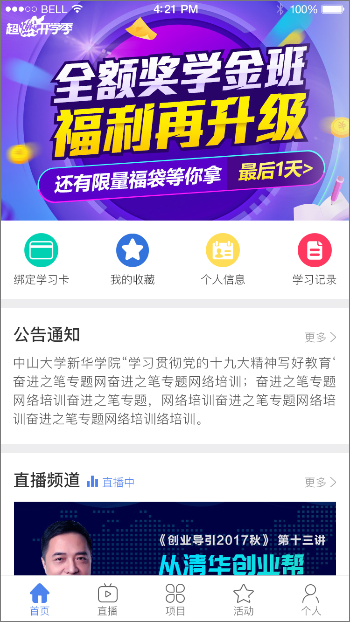 BELL 4:21 PM 100%
超燃开学季
全额奖学金班
福利再升级
还有限量福袋等你拿 最后1天>
绑定学习卡 我的收藏 个人信息 学习记录
公告通知 更多
中山大学新华学院“学习贯彻党的十九大精神写好教育‘
奋进之笔专题网奋进之笔专题网络培训；奋进之笔专题
网络培训奋进之笔专题，网络培训奋进之笔专题网络培
训奋进之笔专题网络培训络培训。
直播频道 直播中 更多
《创业导引2017秋》 第十三讲
从清华创业帮
首页 直播 项目 活动 个人